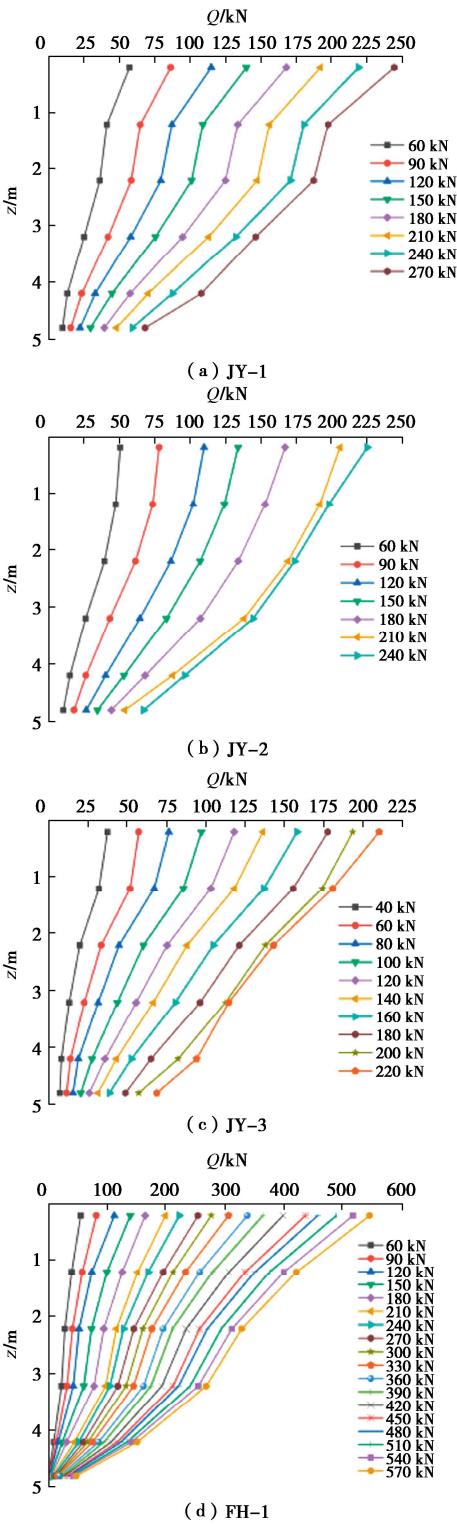 Q/kN
0 25 50 75 100 125 150 175 200 225 250
1
2
3
4
5
z/m
60 kN
90 kN
120 kN
150 kN
180 kN
210 kN
240 kN
270 kN
(a) JY-1
Q/kN
0 25 50 75 100 125 150 175 200 225 250
1
2
3
4
5
z/m
60 kN
90 kN
120 kN
150 kN
180 kN
210 kN
240 kN
(b) JY-2
Q/kN
0 25 50 75 100 125 150 175 200 225
1
2
3
4
5
z/m
40 kN
60 kN
80 kN
100 kN
120 kN
140 kN
160 kN
180 kN
200 kN
220 kN
(c) JY-3
Q/kN
0 100 200 300 400 500 600
1
2
3
4
5
z/m
60 kN
90 kN
120 kN
150 kN
180 kN
210 kN
240 kN
270 kN
300 kN
330 kN
360 kN
390 kN
420 kN
450 kN
480 kN
510 kN
540 kN
570 kN
(d) FH-1